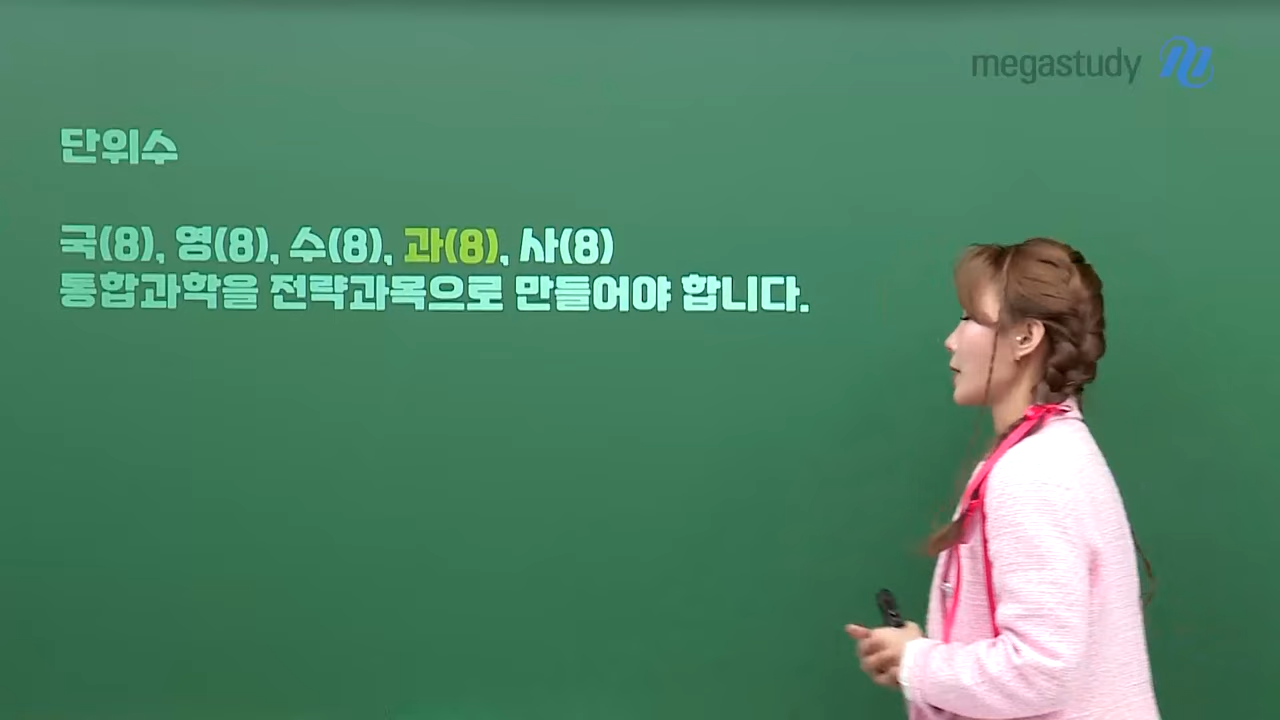 megastudy
단위수
국(8), 영(8), 수(8), 과(8), 사(8)
통합과학을 전략과목으로 만들어야 합니다.